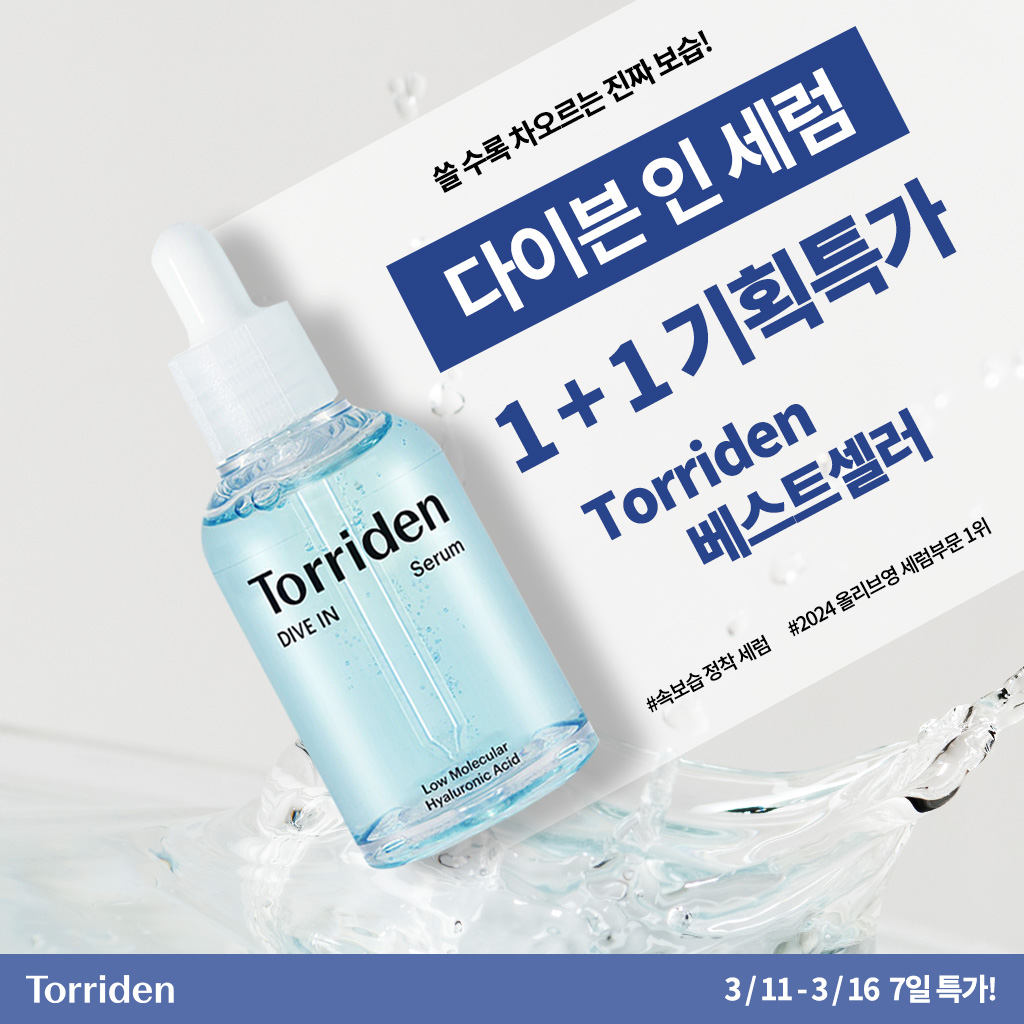 쓸 수록 차오르는 진짜 보습!
다이븐 인 세럼
1 + 1 기획특가
Torriden
베스트셀러
#속보습 정착 세럼 #2024 올리브영 세럼부문 1위
Torriden
DIVE IN
Serum
Low Molecular
Hyaluronic Acid
Torriden
3 / 11 - 3 / 16 7일 특가!